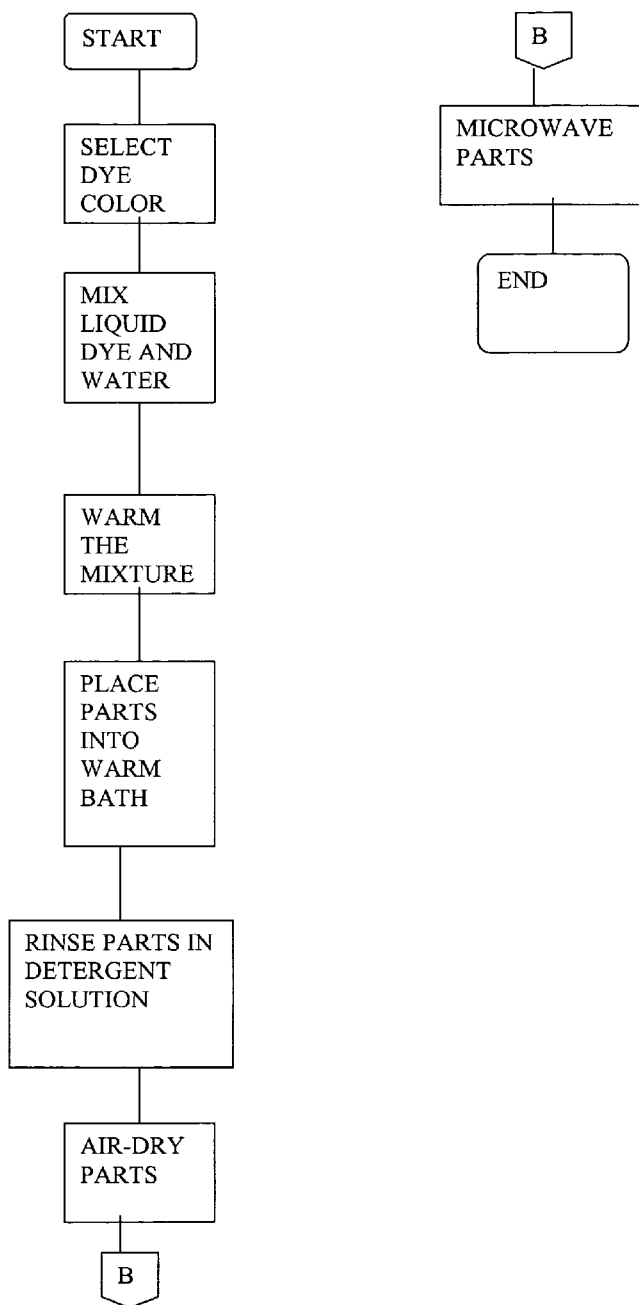 START
SELECT
DYE
COLOR
MIX
LIQUID
DYE AND
WATER
WARM
THE
MIXTURE
PLACE
PARTS
INTO
WARM
BATH
RINSE PARTS IN
DETERGENT
SOLUTION
AIR-DRY
PARTS
B
B
MICROWAVE
PARTS
END